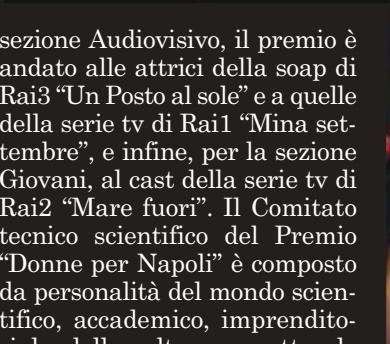 sezione Audiovisivo, il premio è
andato alle attrici della soap di
Rai3 “Un Posto al sole” e a quelle
della serie tv di Rai1 “Mina set-
tembre”, e infine, per la sezione
Giovani, al cast della serie tv di
Rai2 “Mare fuori”. Il Comitato
tecnico scientifico del Premio
“Donne per Napoli” è composto
da personalità del mondo scien-
tifico, accademico, imprendito-